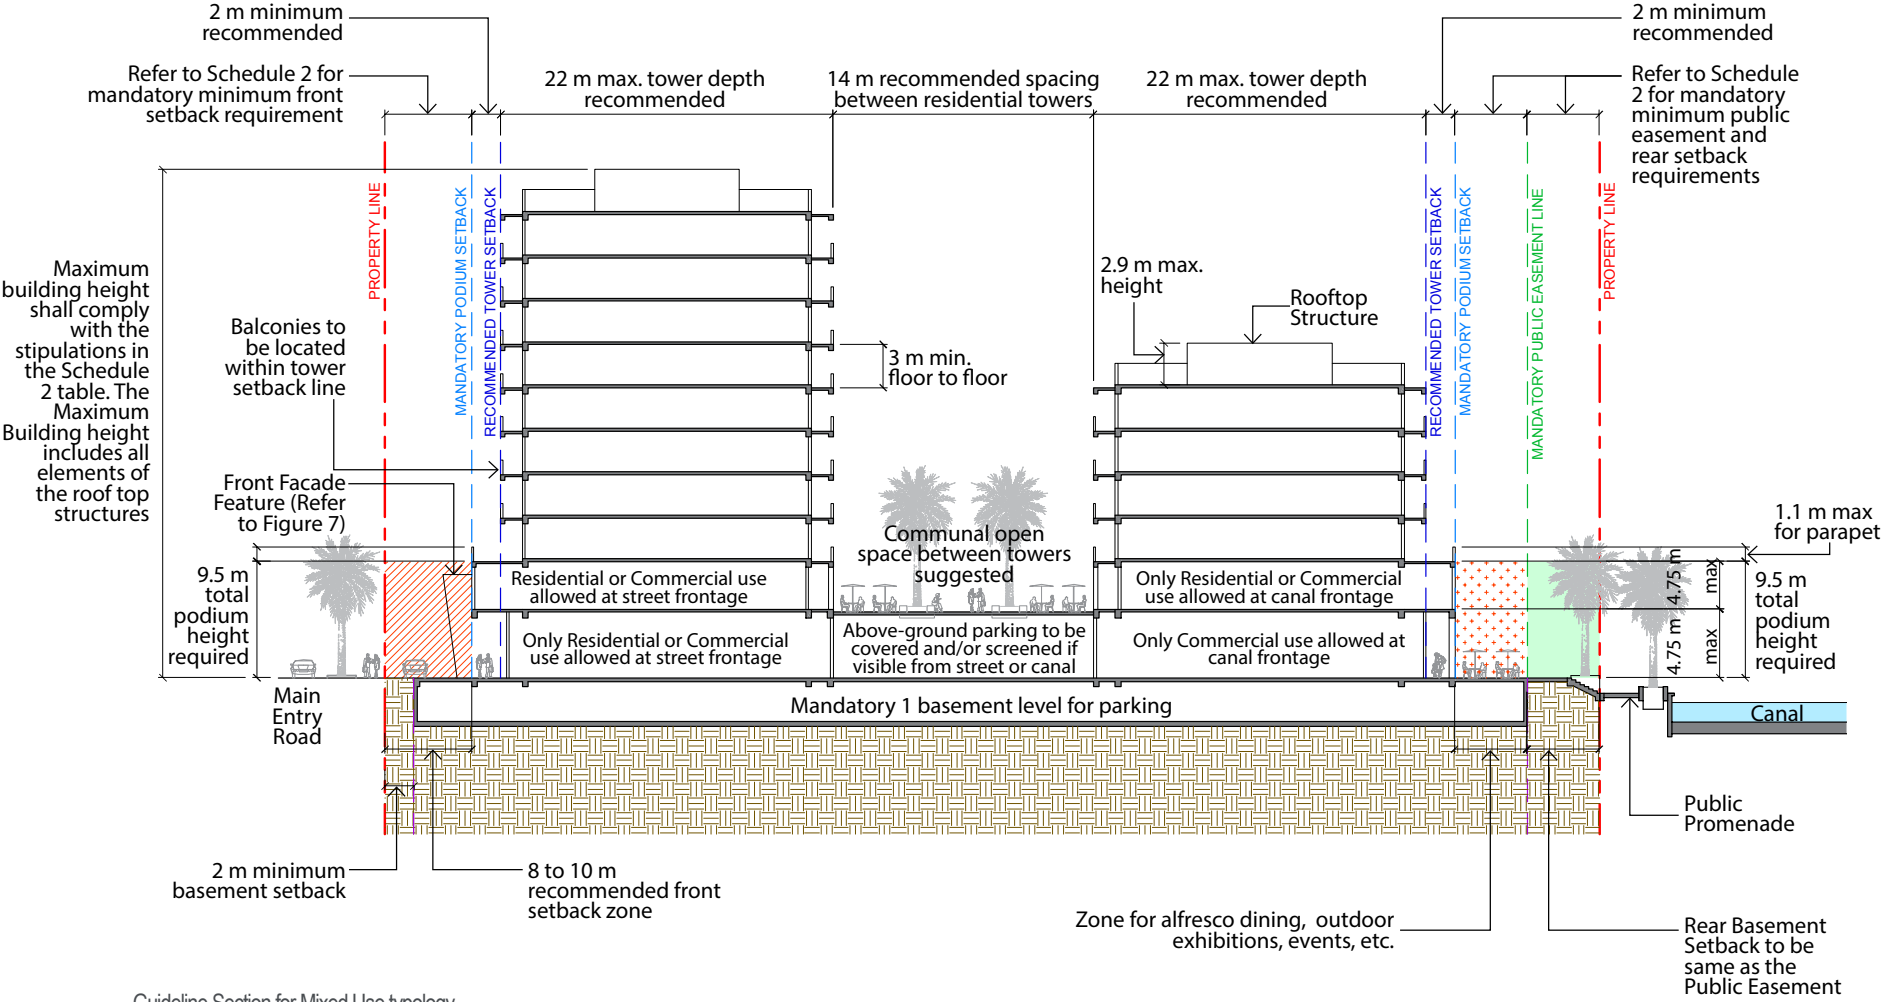 2 m minimum
recommended
Refer to Schedule 2 for
mandatory minimum front
setback requirement
22 m max. tower depth
recommended
14 m recommended spacing
between residential towers
22 m max. tower depth
recommended
2 m minimum
recommended
Refer to Schedule
2 for mandatory
minimum public
easement and
rear setback
requirements
PROPERTY LINE
MANDATORY PODIUM SETBACK
RECOMMENDED TOWER SETBACK
RECOMMENDED TOWER SETBACK
MANDATORY PODIUM SETBACK
MANDATORY PUBLIC EASEMENT LINE
PROPERTY LINE
Maximum
building height
shall comply
with the
stipulations in
the Schedule
2 table. The
Maximum
Building height
includes all
elements of
the roof top
structures
Balconies to
be located
within tower
setback line
Front Facade
Feature (Refer
to Figure 7)
2.9 m max.
height
Rooftop
Structure
3 m min.
floor to floor
9.5 m
total
podium
height
required
Main
Entry
Road
Residential or Commercial use
allowed at street frontage
Only Residential or Commercial
use allowed at street frontage
Communal open
space between towers
suggested
Above-ground parking to be
covered and/or screened if
visible from street or canal
Only Residential or Commercial
use allowed at canal frontage
Only Commercial use allowed at
canal frontage
1.1 m max
for parapet
4.75 m
max
4.75 m
max
9.5 m
total
podium
height
required
Mandatory 1 basement level for parking
Canal
Public
Promenade
2 m minimum
basement setback
8 to 10 m
recommended front
setback zone
Zone for alfresco dining, outdoor
exhibitions, events, etc.
Rear Basement
Setback to be
same as the
Public Easement
Guideline Section for Mixed Use typology